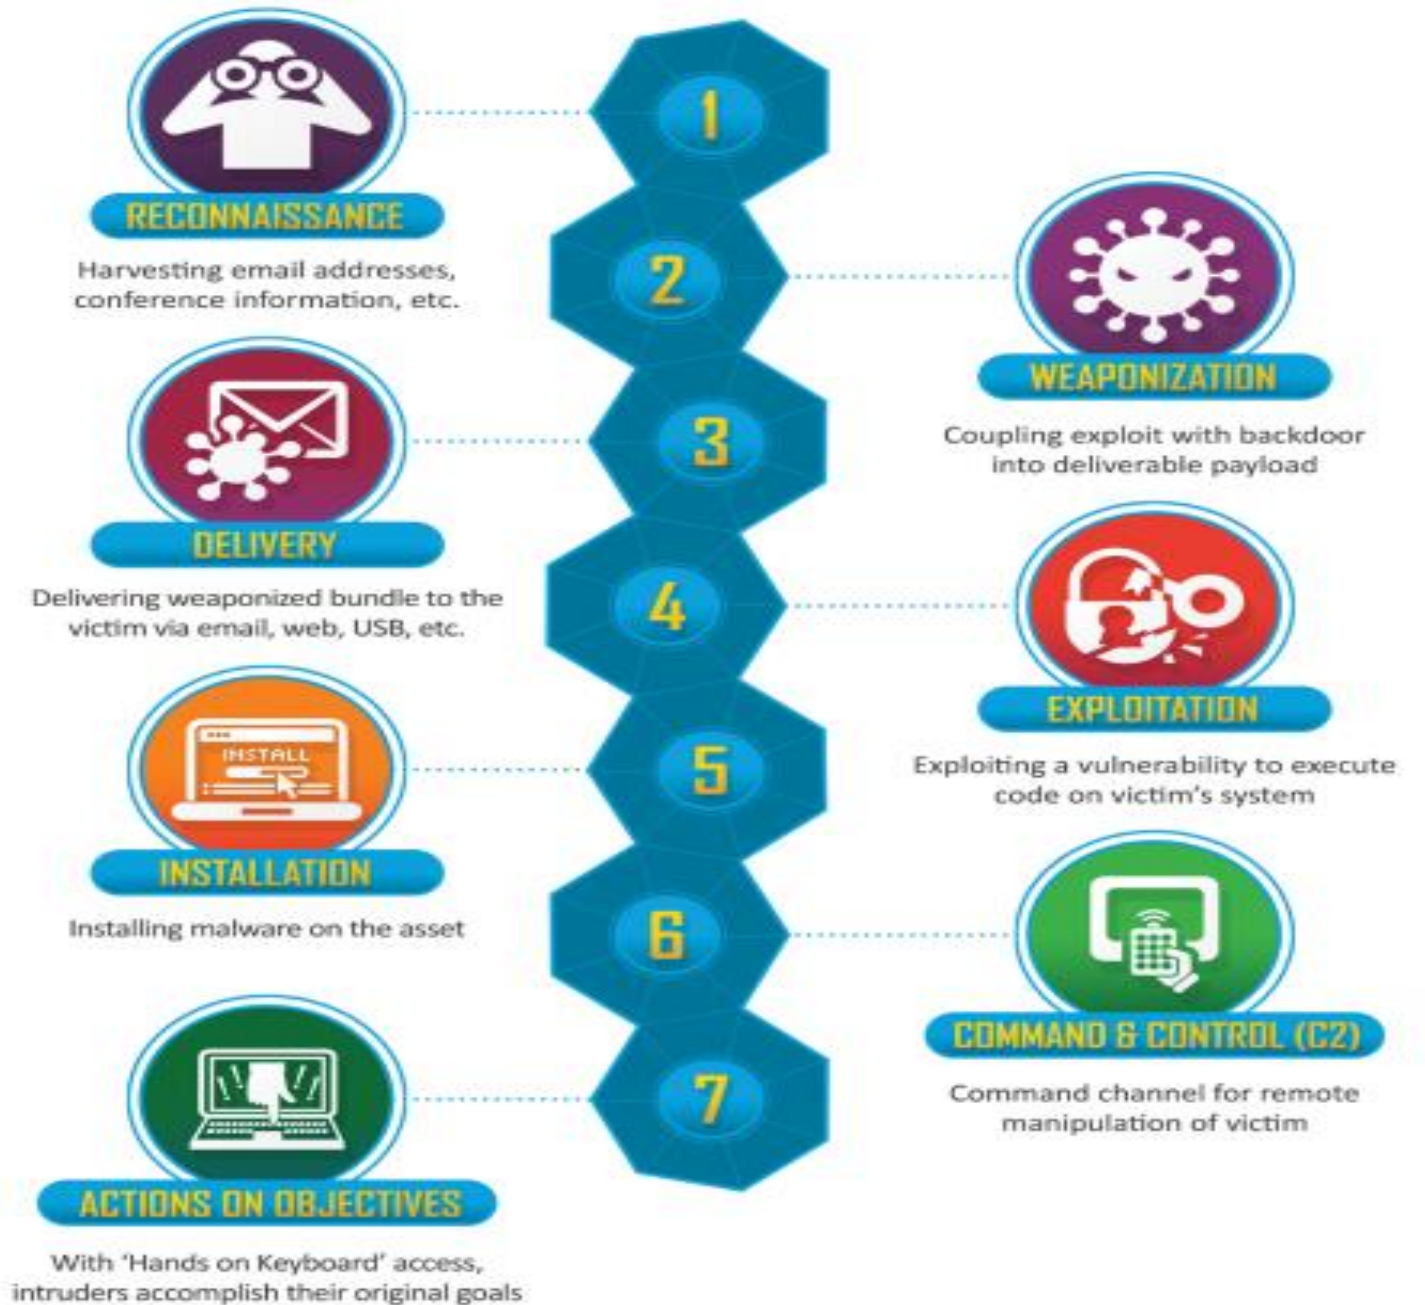 1
RECONNAISSANCE
Harvesting email addresses,
conference information, etc.
2
WEAPONIZATION
Coupling exploit with backdoor
into deliverable payload
3
DELIVERY
Delivering weaponized bundle to the
victim via email, web, USB, etc.
4
EXPLOITATION
Exploiting a vulnerability to execute
code on victim's system
5
INSTALL
INSTALLATION
Installing malware on the asset
6
COMMAND & CONTROL (C2)
Command channel for remote
manipulation of victim
7
ACTIONS ON OBJECTIVES
With 'Hands on Keyboard' access,
intruders accomplish their original goals